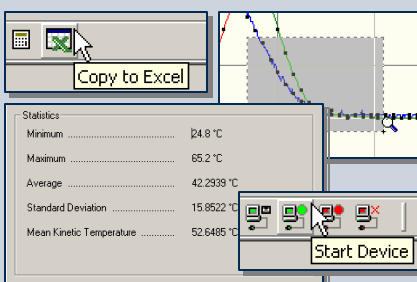 Copy to Excel
Statistics
Minimum ........................... 24.8 °C
Maximum ........................... 65.2 °C
Average ............................. 42.2939 °C
Standard Deviation ............... 15.8522 °C
Mean Kinetic Temperature ............ 52.6485 °C
Start Device